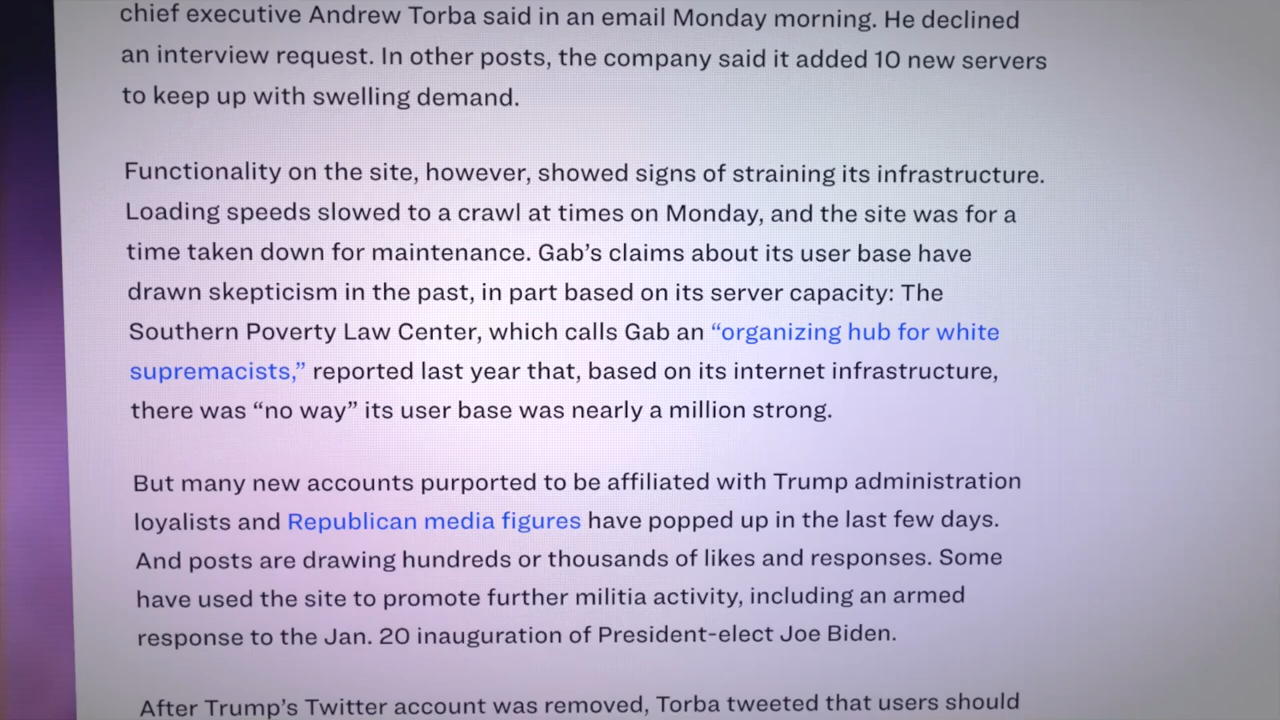 chief executive Andrew Torba said in an email Monday morning. He declined
an interview request. In other posts, the company said it added 10 new servers
to keep up with swelling demand.
Functionality on the site, however, showed signs of straining its infrastructure.
Loading speeds slowed to a crawl at times on Monday, and the site was for a
time taken down for maintenance. Gab’s claims about its user base have
drawn skepticism in the past, in part based on its server capacity: The
Southern Poverty Law Center, which calls Gab an “organizing hub for white
supremacists,” reported last year that, based on its internet infrastructure,
there was “no way” its user base was nearly a million strong.
But many new accounts purported to be affiliated with Trump administration
loyalists and Republican media figures have popped up in the last few days.
And posts are drawing hundreds or thousands of likes and responses. Some
have used the site to promote further militia activity, including an armed
response to the Jan. 20 inauguration of President-elect Joe Biden.
After Trump’s Twitter account was removed, Torba tweeted that users should